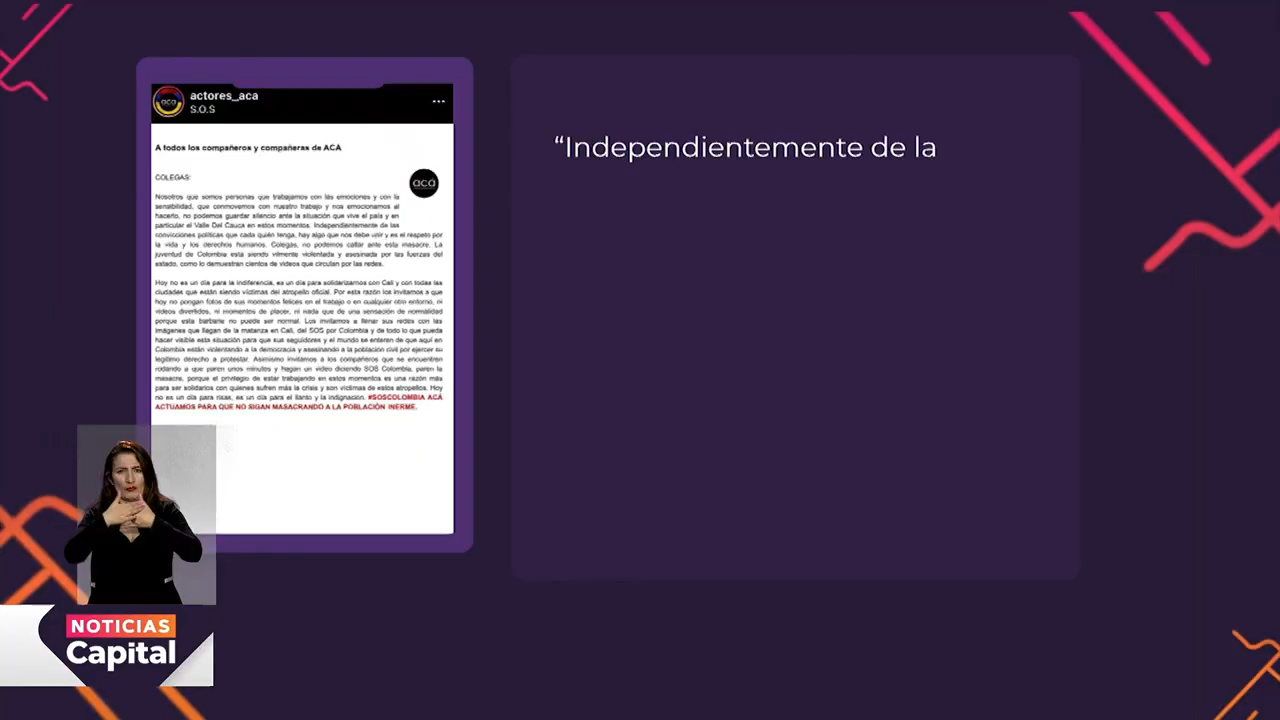 actores_aca
S.O.S
A todos los compañeros y compañeras de ACA
COLEGAS:
acá
Nosotros que somos personas que trabajamos con las emociones y con la
sensibilidad, que conmovemos con nuestro trabajo y nos emocionamos al
hacerlo, no podemos guardar silencio ante la situación que vive el país y en
particular el Valle Del Cauca en estos momentos. Independientemente de las
convicciones políticas que cada quién tenga, hay algo que nos debe unir y es el respeto por
la vida y los derechos humanos. Colegas, no podemos callar ante esta masacre. La
juventud de Colombia esta siendo vilmente violentada y asesinada por las fuerzas del
estado, como lo demuestran cientos de videos que circulan por las redes.
Hoy no es un día para la indiferencia, es un día para solidarizarnos con Cali y con todas las
ciudades que están siendo víctimas del atropello oficial. Por esta razón los invitamos a que
hoy no pongan fotos de sus momentos felices en el trabajo o en cualquier otro entorno, ni
videos divertidos, ni momentos de placer, ni nada que de una sensación de normalidad
porque esta barbarie no puede ser normal. Los invitamos a llenar sus redes con las
imágenes que llegan de la matanza en Cali, del SOS por Colombia y de todo lo que pueda
hacer visible esta situación para que sus seguidores y el mundo se enteren de que aquí en
Colombia están violentando a la democracia y asesinando a la población civil por ejercer su
legítimo derecho a protestar. Asimismo invitamos a los compañeros que se encuentren
rodando a que paren unos minutos y hagan un video diciendo SOS Colombia, paren la
masacre, porque el privilegio de estar trabajando en estos momentos es una razón más
para ser solidarios con quienes sufren más la crisis y son víctimas de estos atropellos. Hoy
no es un día para risas, es un día para el llanto y la indignación. #SOSCOLOMBIA ACÁ
ACTUAMOS PARA QUE NO SIGAN MASACRANDO A LA POBLACIÓN INERME.
“Independientemente de la
NOTICIAS
Capital